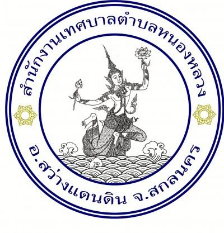 สำนักงานเทศบาลตำบลหนองหลวง
อ.สว่างแดนดิน จ.สกลนคร